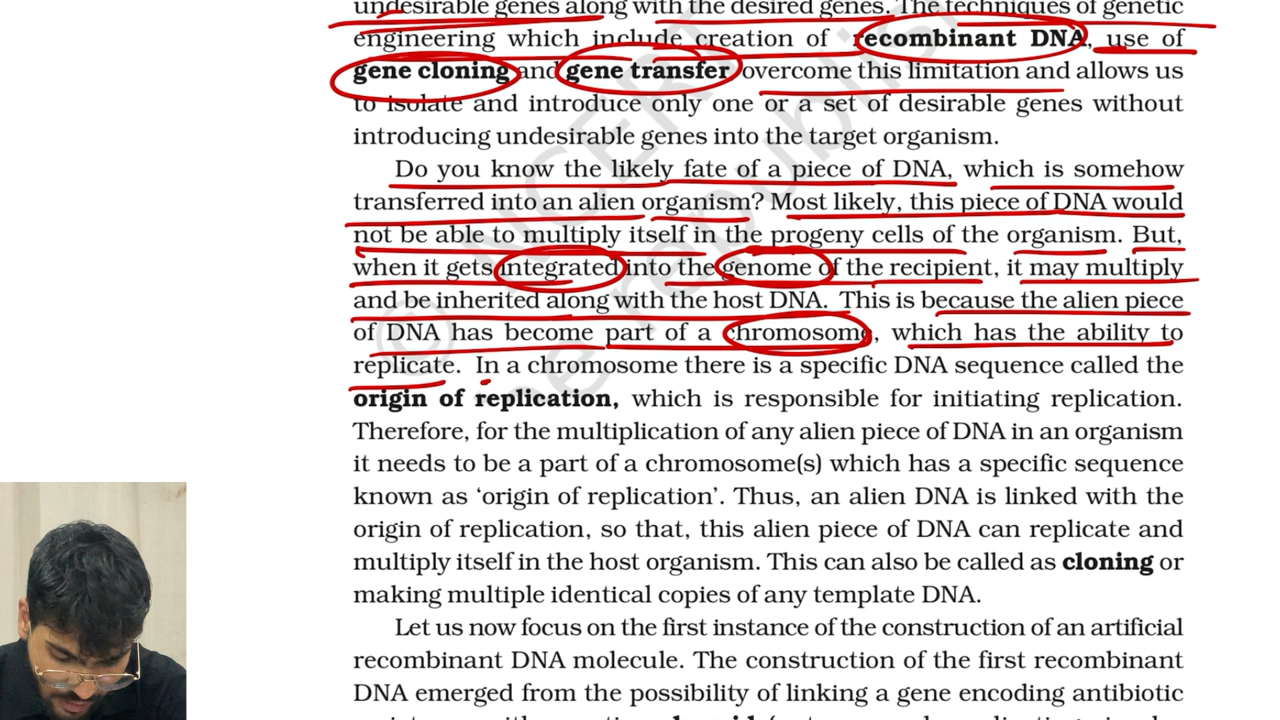 undesirable genes along with the desired genes. The techniques of genetic
engineering which include creation of recombinant DNA, use of
gene cloning and gene transfer overcome this limitation and allows us
to isolate and introduce only one or a set of desirable genes without
introducing undesirable genes into the target organism.
Do you know the likely fate of a piece of DNA, which is somehow
transferred into an alien organism? Most likely, this piece of DNA would
not be able to multiply itself in the progeny cells of the organism. But,
when it gets integrated into the genome of the recipient, it may multiply
and be inherited along with the host DNA. This is because the alien piece
of DNA has become part of a chromosome, which has the ability to
replicate. In a chromosome there is a specific DNA sequence called the
origin of replication, which is responsible for initiating replication.
Therefore, for the multiplication of any alien piece of DNA in an organism
it needs to be a part of a chromosome(s) which has a specific sequence
known as ‘origin of replication’. Thus, an alien DNA is linked with the
origin of replication, so that, this alien piece of DNA can replicate and
multiply itself in the host organism. This can also be called as cloning or
making multiple identical copies of any template DNA.
Let us now focus on the first instance of the construction of an artificial
recombinant DNA molecule. The construction of the first recombinant
DNA emerged from the possibility of linking a gene encoding antibiotic
© NCERT
republis